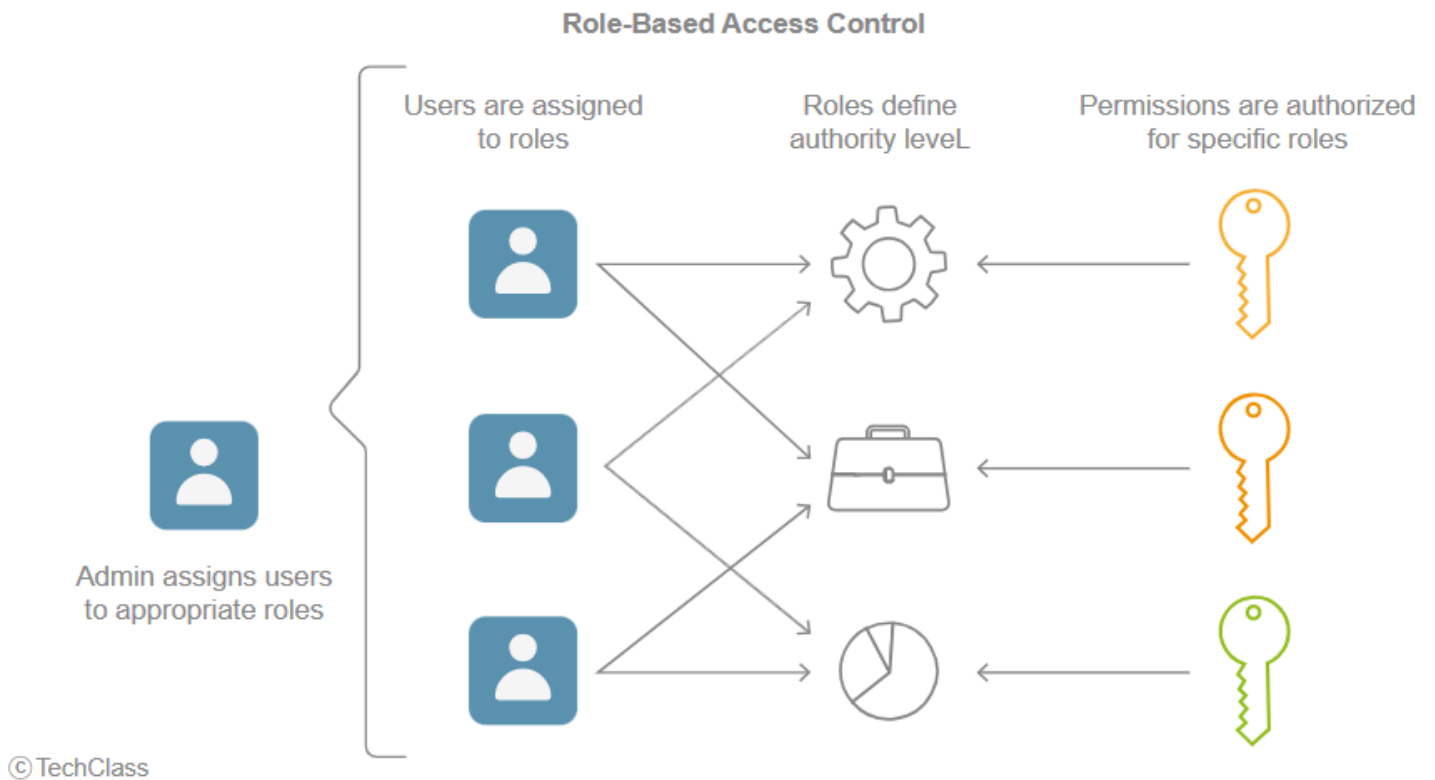 Role-Based Access Control
Users are assigned
to roles
Roles define
authority leveL
Permissions are authorized
for specific roles
Admin assigns users
to appropriate roles
© TechClass